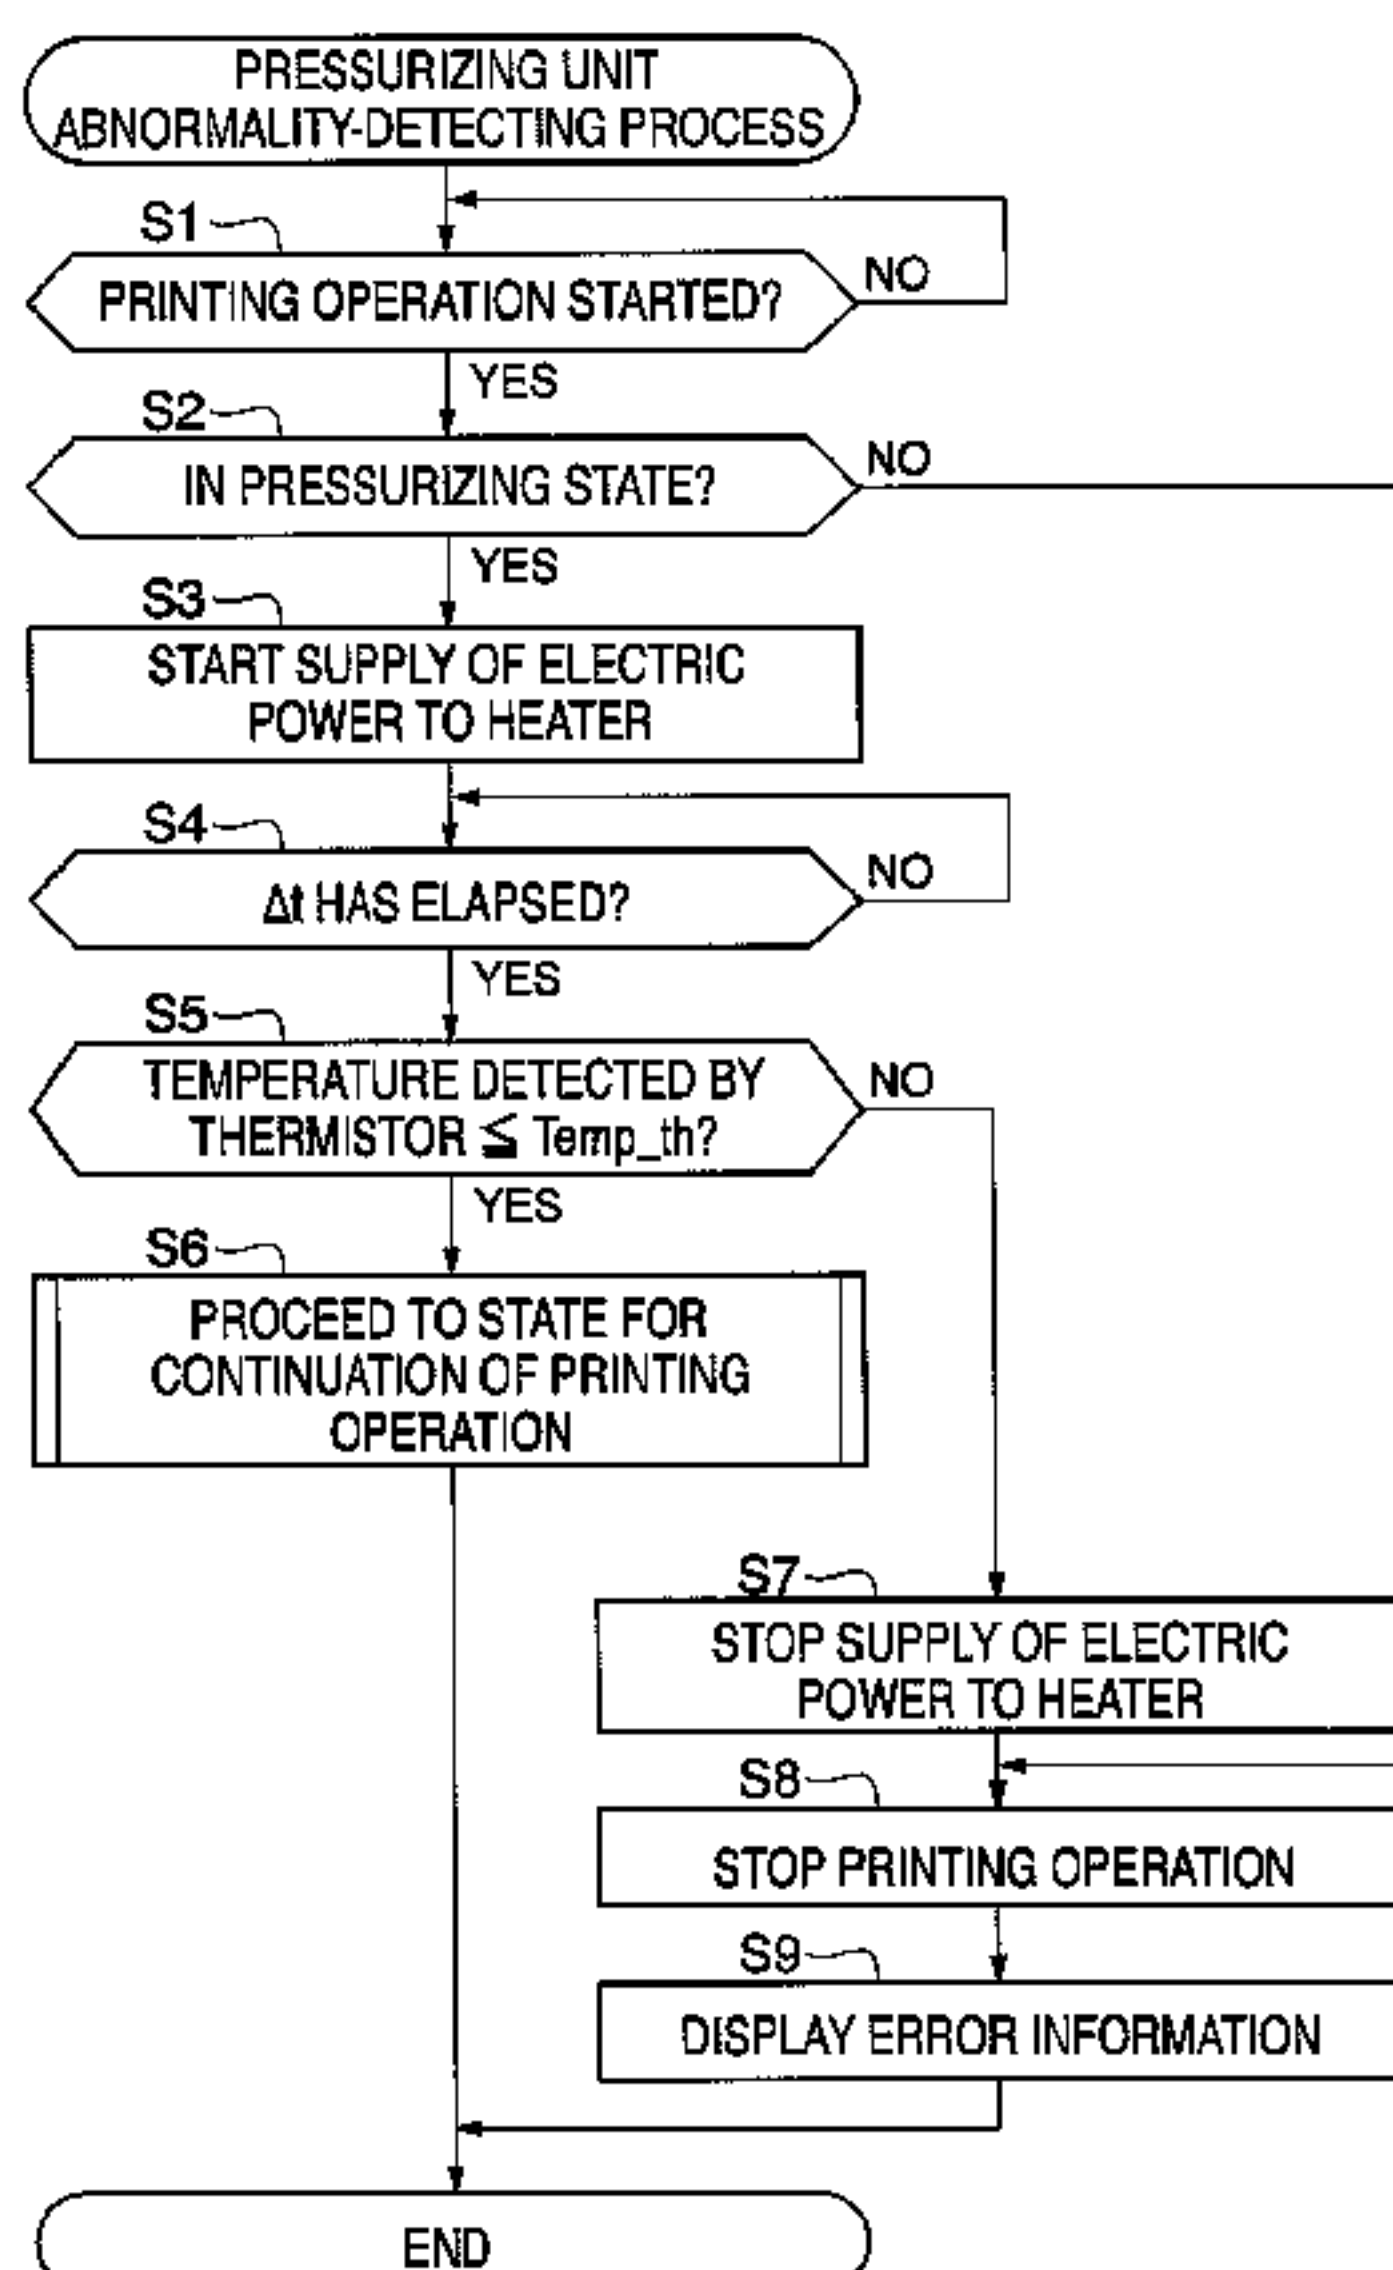 PRESSURIZING UNIT
ABNORMALITY-DETECTING PROCESS
S1
PRINTING OPERATION STARTED?
NO
YES
S2
IN PRESSURIZING STATE?
NO
YES
S3
START SUPPLY OF ELECTRIC
POWER TO HEATER
S4
Δt HAS ELAPSED?
NO
YES
S5
TEMPERATURE DETECTED BY
THERMISTOR ≦ Temp_th?
NO
YES
S6
PROCEED TO STATE FOR
CONTINUATION OF PRINTING
OPERATION
S7
STOP SUPPLY OF ELECTRIC
POWER TO HEATER
S8
STOP PRINTING OPERATION
S9
DISPLAY ERROR INFORMATION
END